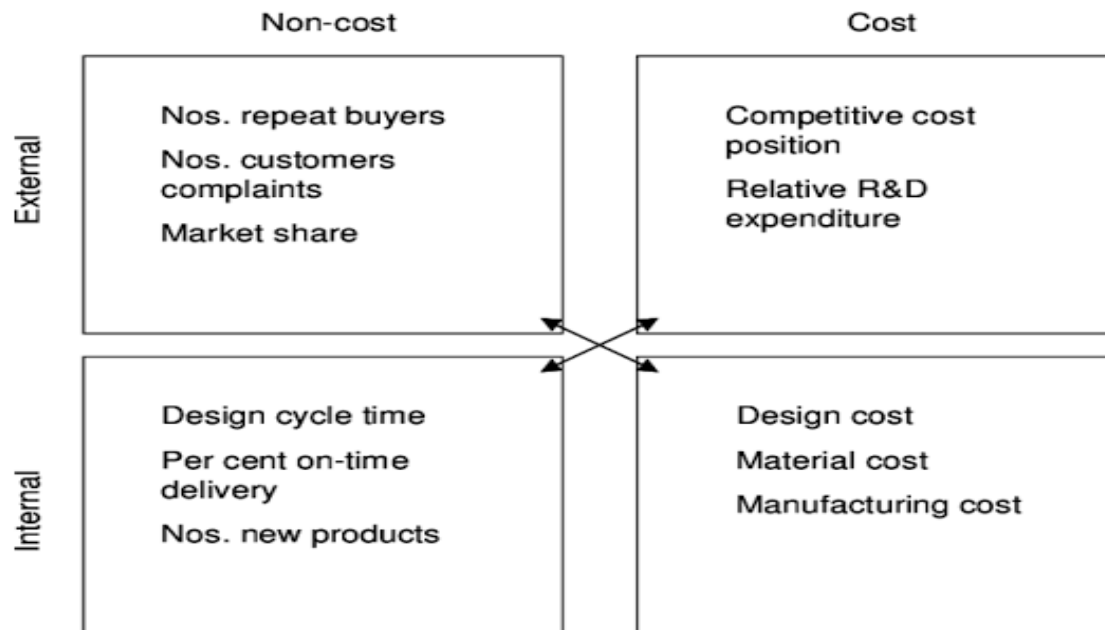 Non-cost
Cost
External
Nos. repeat buyers
Nos. customers
complaints
Market share
Competitive cost
position
Relative R&D
expenditure
Internal
Design cycle time
Per cent on-time
delivery
Nos. new products
Design cost
Material cost
Manufacturing cost